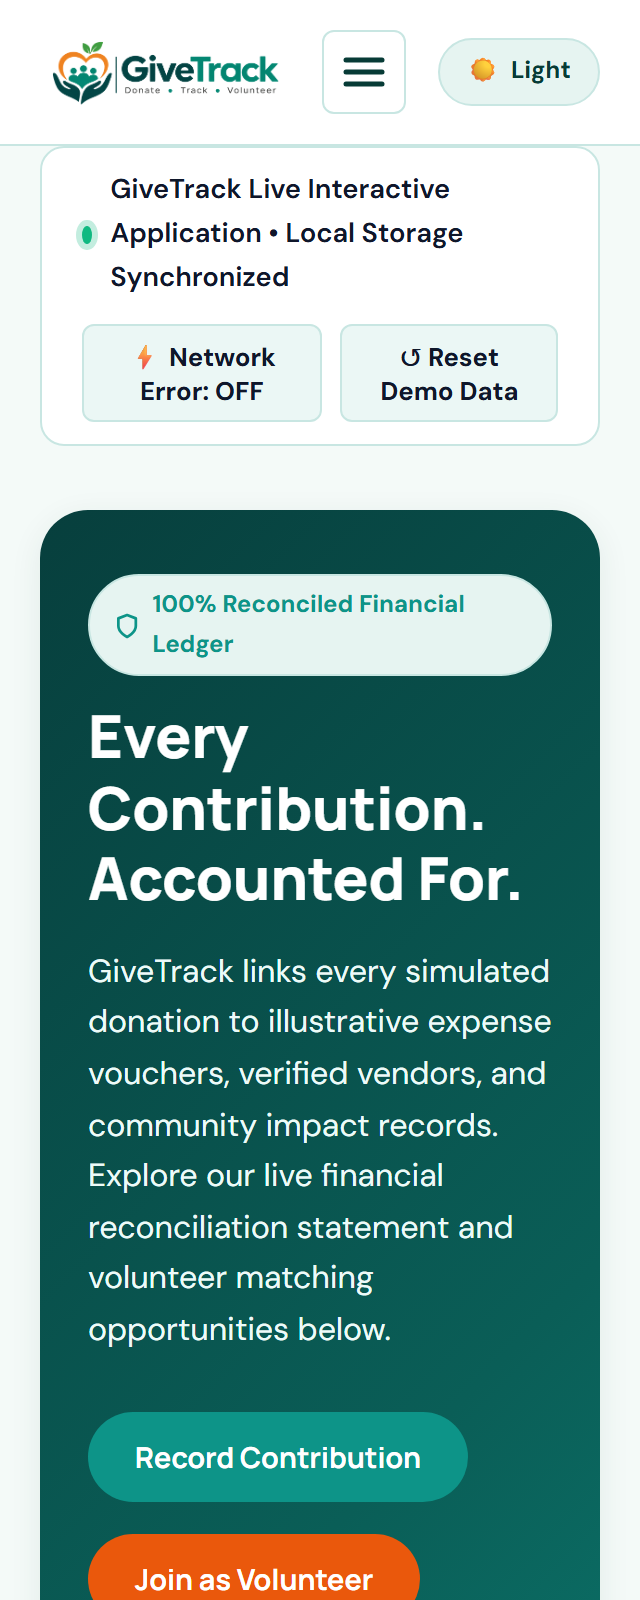 GiveTrack
Donate • Track • Volunteer
Light
GiveTrack Live Interactive
Application • Local Storage
Synchronized
Network
Error: OFF
↺ Reset
Demo Data
100% Reconciled Financial
Ledger
Every
Contribution.
Accounted For.
GiveTrack links every simulated
donation to illustrative expense
vouchers, verified vendors, and
community impact records.
Explore our live financial
reconciliation statement and
volunteer matching
opportunities below.
Record Contribution
Join as Volunteer